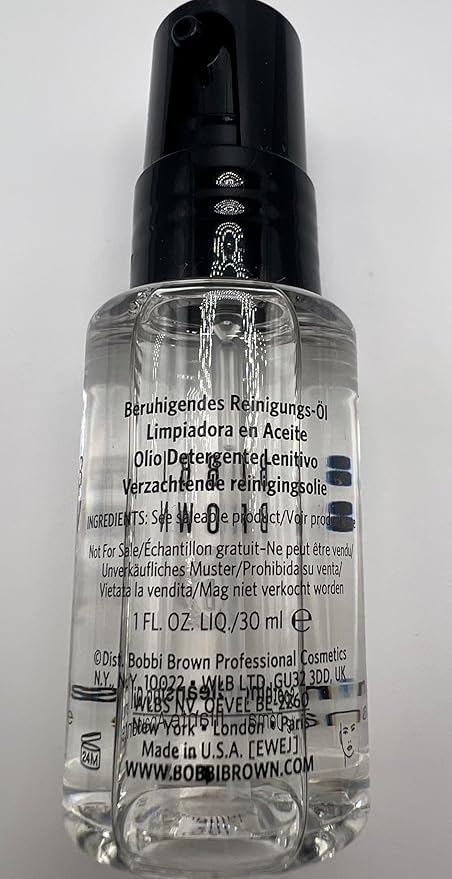 Beruhigendes Reinigungs-Öl
Limpiadora en Aceite
Olio Detergente Lenitivo
Verzachtende reinigingsolie
INGREDIENTS: See saleable product/Voir
Not For Sale/Échantillon gratuit-Ne peut être vendu/
Unverkäufliches Muster/Prohibida su venta/
Vietata la vendita/Mag niet verkocht worden
1 FL. OZ. LIQ./30 ml e
©Dist. Bobbi Brown Professional Cosmetics
N.Y., N.Y. 10022 • WLB LTD, GU32 3DD, UK
WLBS NV, OEVEL BE-2260
New York • London • Paris
Made in U.S.A. [EWEJ]
24M
WWW.BOBBIBROWN.COM